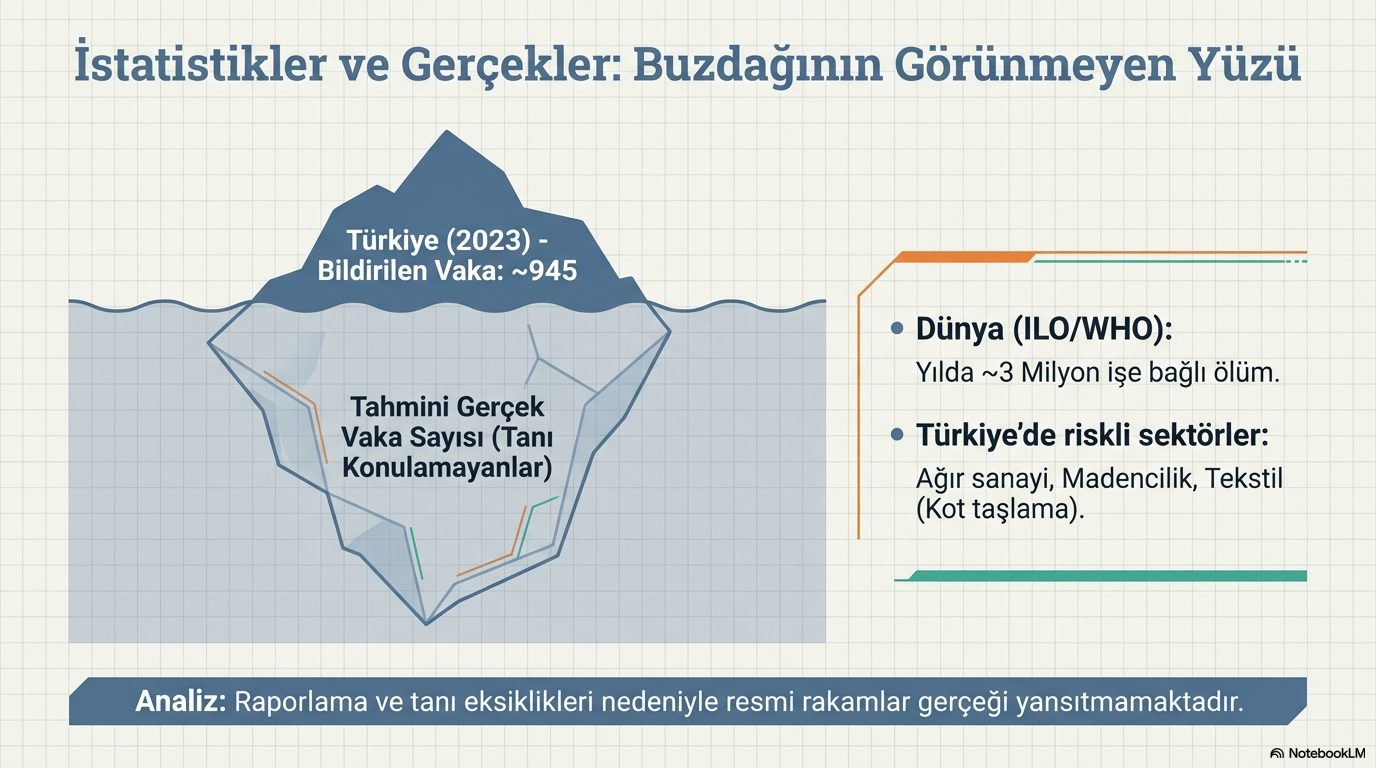 İstatistikler ve Gerçekler: Buzdağının Görünmeyen Yüzü
Türkiye (2023) -
Bildirilen Vaka: ~945
Tahmini Gerçek
Vaka Sayısı (Tanı
Konulamayanlar)
Dünya (ILO/WHO):
Yılda ~3 Milyon işe bağlı ölüm.
Türkiye’de riskli sektörler:
Ağır sanayi, Madencilik, Tekstil
(Kot taşlama).
Analiz: Raporlama ve tanı eksiklikleri nedeniyle resmi rakamlar gerçeği yansıtmamaktadır.
NotebookLM